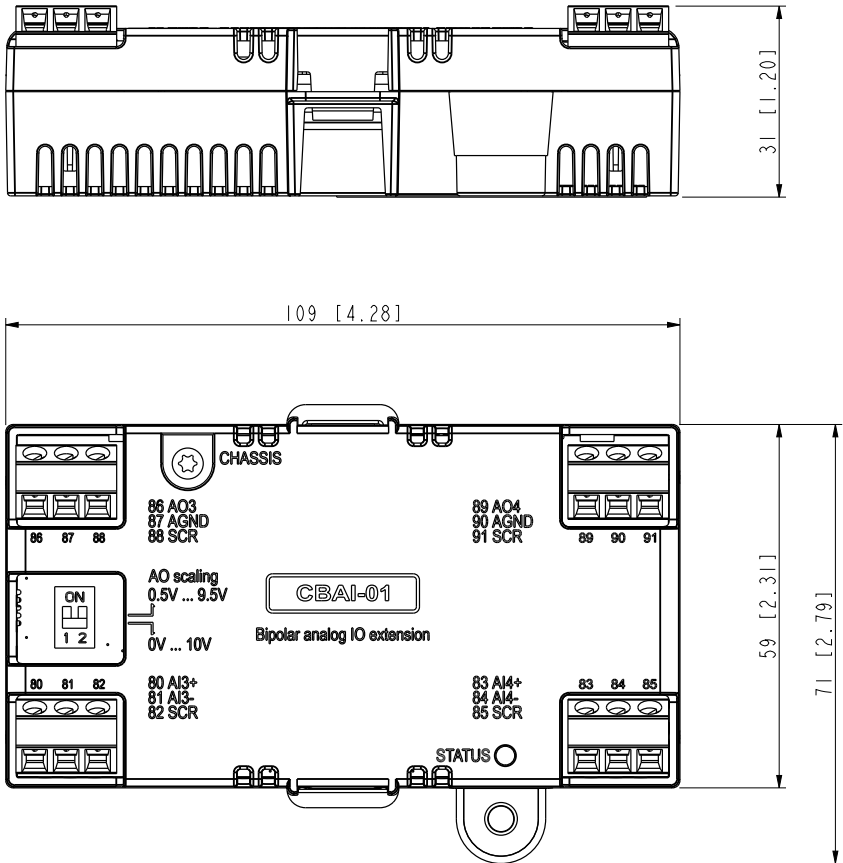 31 [1.20]
109 [4.28]
CHASSIS
86 AO3
87 AGND
88 SCR
89 AO4
90 AGND
91 SCR
86 87 88
89 90 91
AO scaling
0.5V ... 9.5V
ON
1 2
0V ... 10V
CBAI-01
Bipolar analog IO extension
59 [2.31]
71 [2.79]
80 81 82
80 AI3+
81 AI3-
82 SCR
83 AI4+
84 AI4-
85 SCR
83 84 85
STATUS